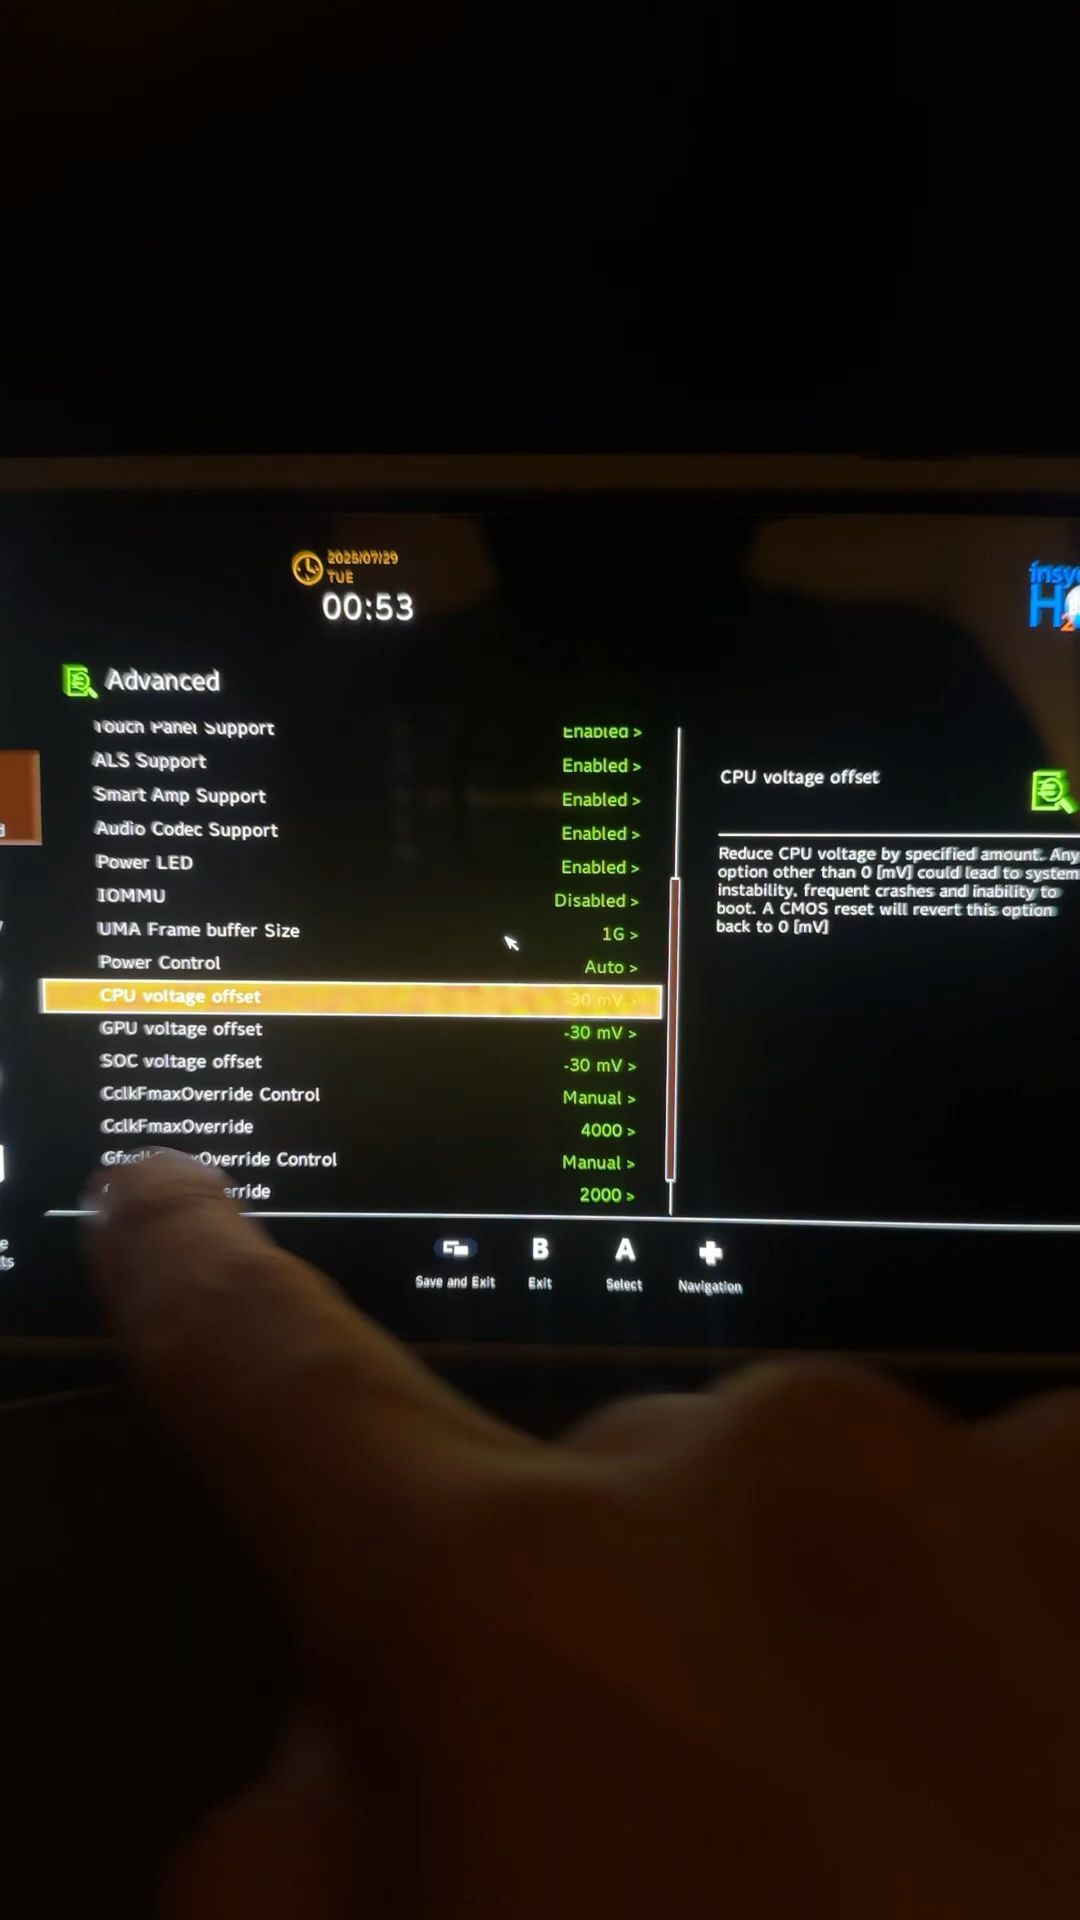 2025/07/29
TUE
00:53
insy
H2
Advanced
Touch Panel Support Enabled >
ALS Support Enabled >
Smart Amp Support Enabled >
Audio Codec Support Enabled >
Power LED Enabled >
IOMMU Disabled >
UMA Frame buffer Size 1G >
Power Control Auto >
CPU voltage offset -30 mV >
GPU voltage offset -30 mV >
SOC voltage offset -30 mV >
CclkFmaxOverride Control Manual >
CclkFmaxOverride 4000 >
Override Control Manual >
erride 2000 >
CPU voltage offset
Reduce CPU voltage by specified amount. Any
option other than 0 [mV] could lead to system
instability, frequent crashes and inability to
boot. A CMOS reset will revert this option
back to 0 [mV]
B A
Save and Exit Exit Select Navigation